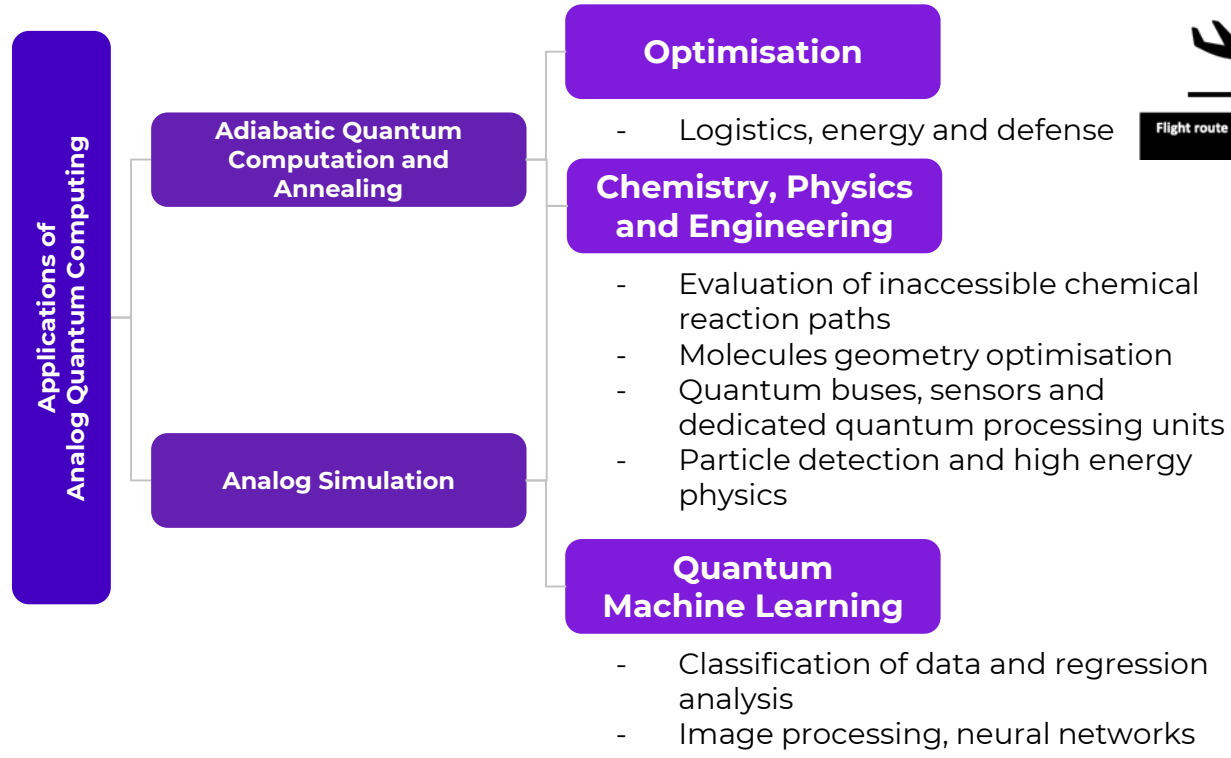 Applications of
Analog Quantum Computing
Adiabatic Quantum
Computation and
Annealing
Analog Simulation
Optimisation
- Logistics, energy and defense
Flight route
Chemistry, Physics
and Engineering
- Evaluation of inaccessible chemical
reaction paths
- Molecules geometry optimisation
- Quantum buses, sensors and
dedicated quantum processing units
- Particle detection and high energy
physics
Quantum
Machine Learning
- Classification of data and regression
analysis
- Image processing, neural networks